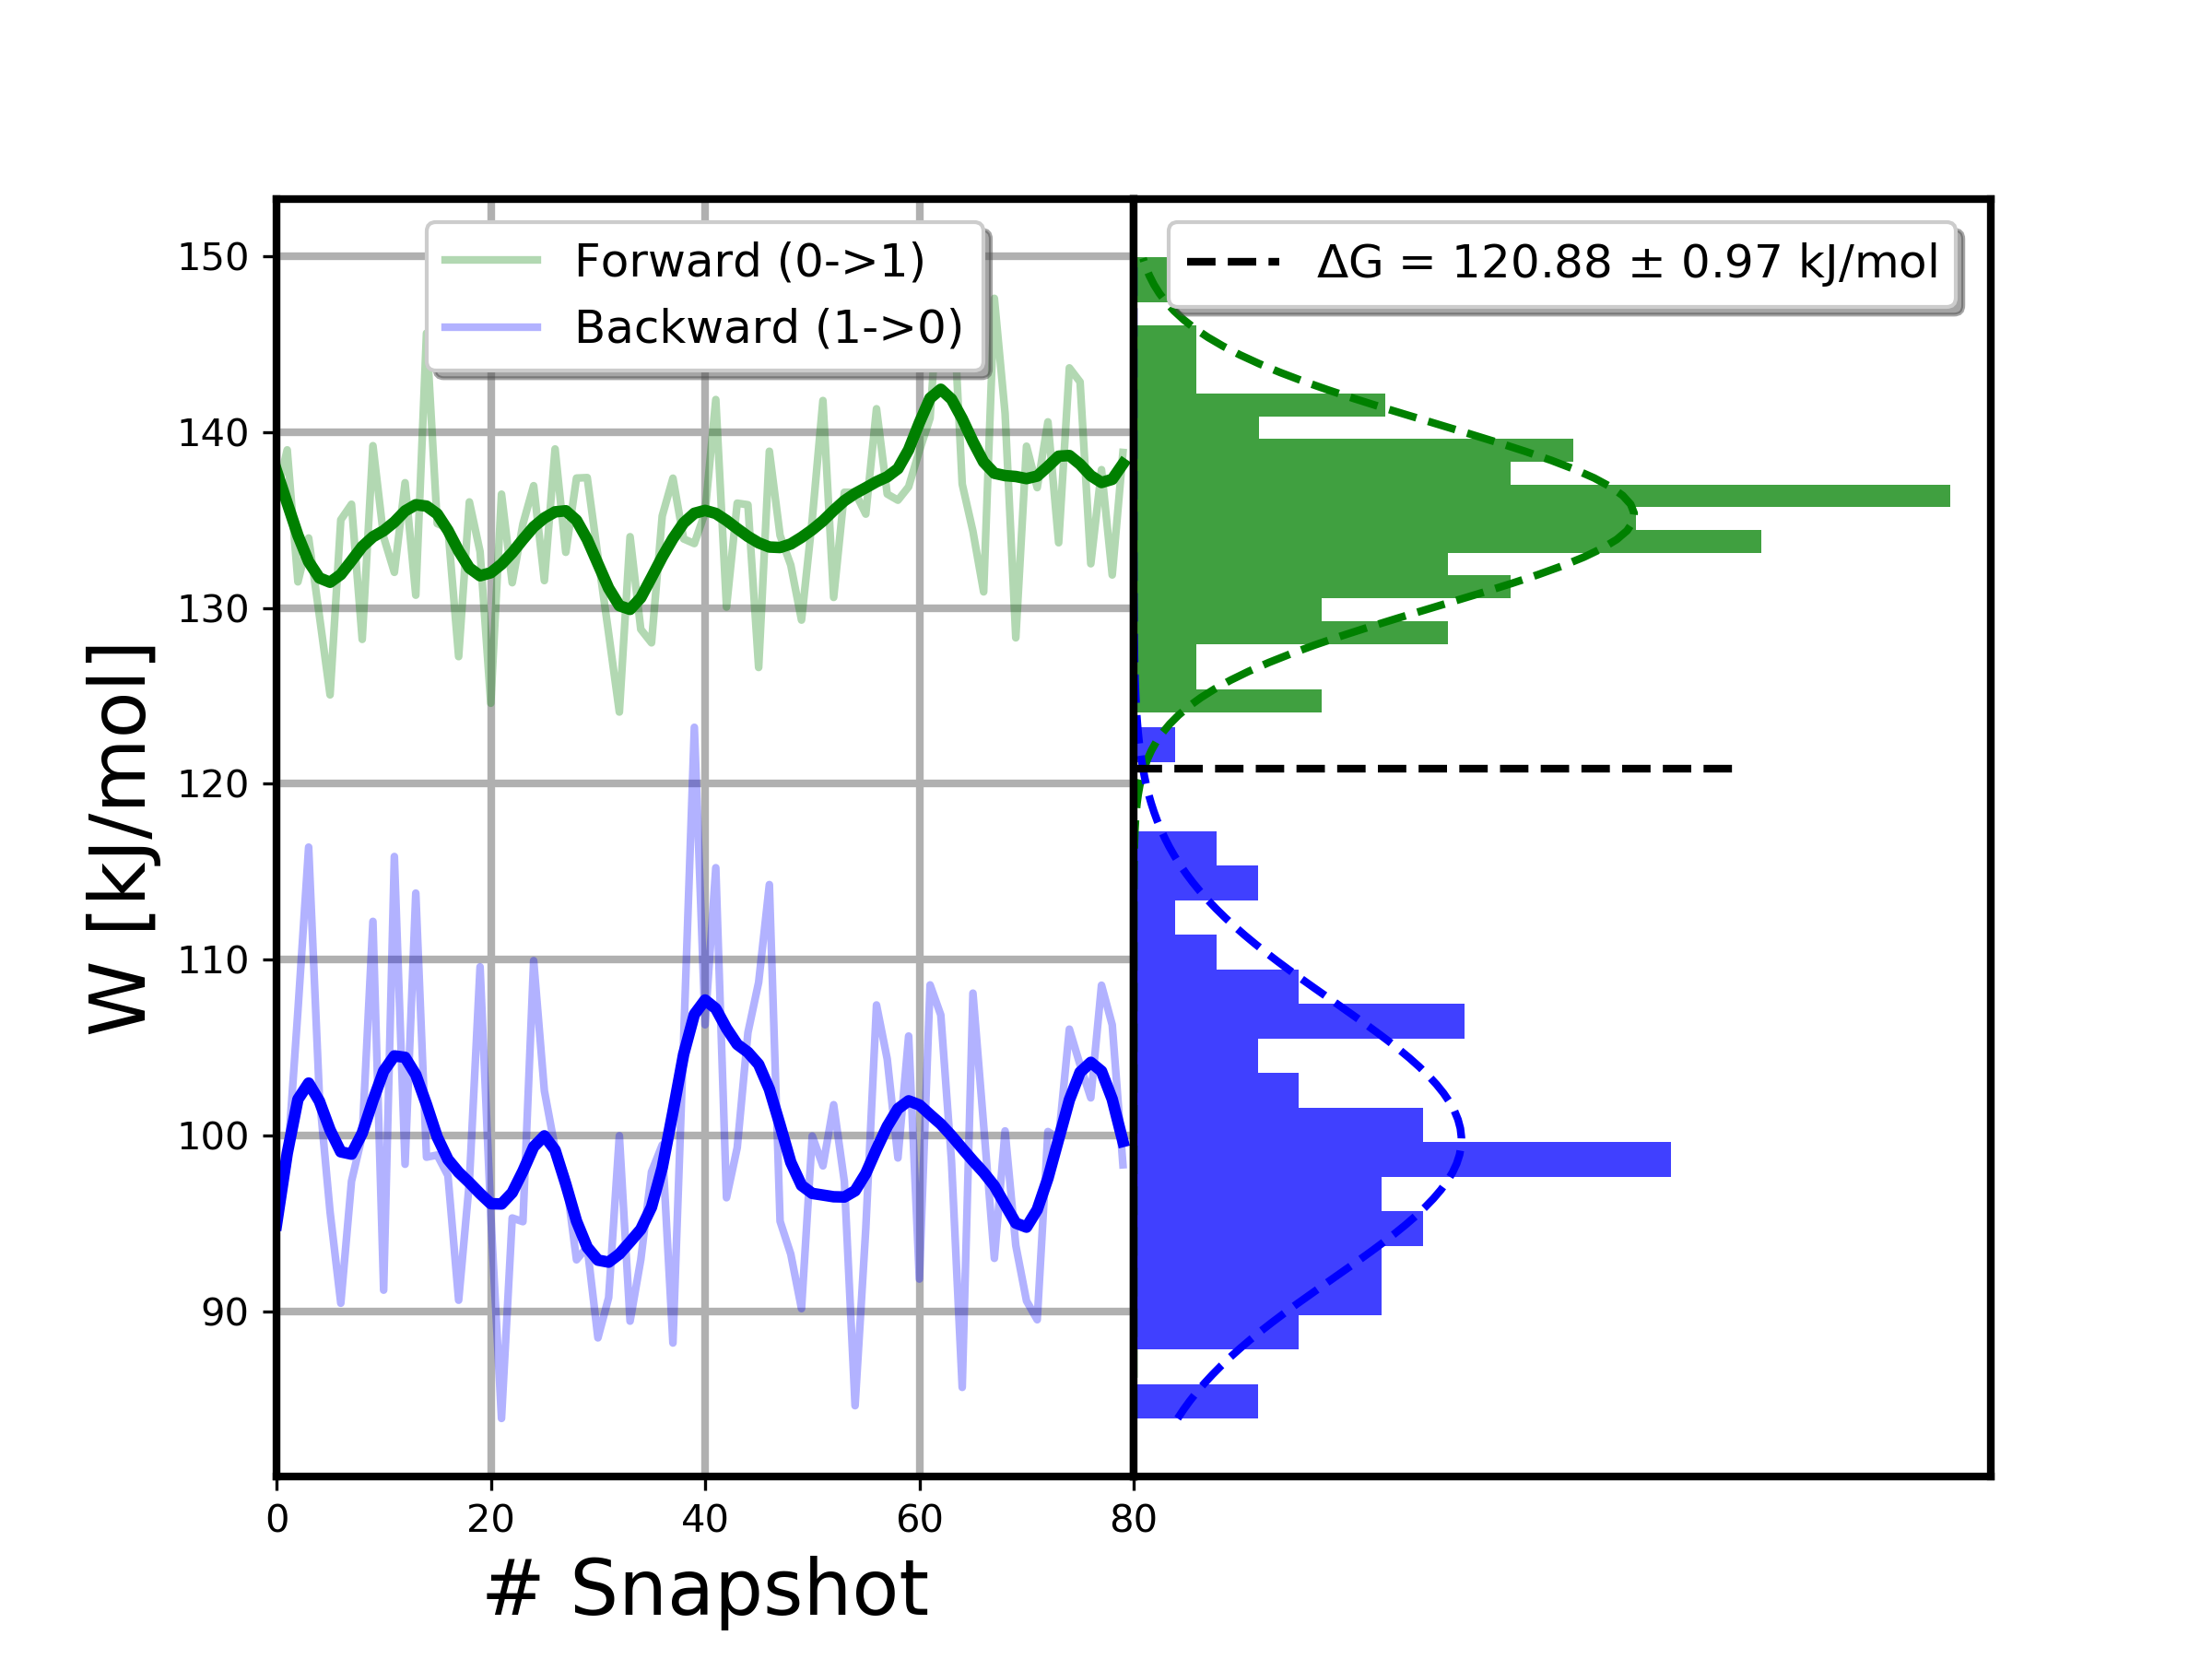 Forward (0->1)
Backward (1->0)
ΔG = 120.88 ± 0.97 kJ/mol
150
140
130
120
110
100
90
W [kJ/mol]
0 20 40 60 80
# Snapshot